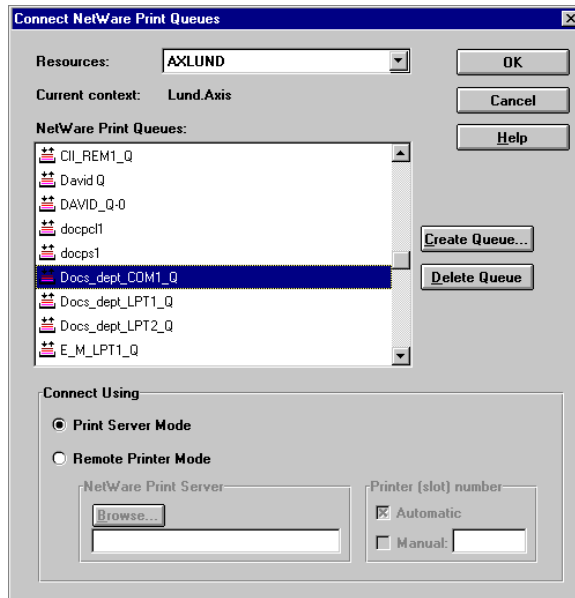 Connect NetWare Print Queues
Resources: AXLUND OK
Current context: Lund.Axis Cancel
NetWare Print Queues: Help
CII_REM1_Q
David Q
DAVID_Q-0
docpcl1
docps1
Create Queue...
Docs_dept_COM1_Q Delete Queue
Docs_dept_LPT1_Q
Docs_dept_LPT2_Q
E_M_LPT1_Q
Connect Using
Print Server Mode
Remote Printer Mode
NetWare Print Server Printer (slot) number
Browse... Automatic
Manual: